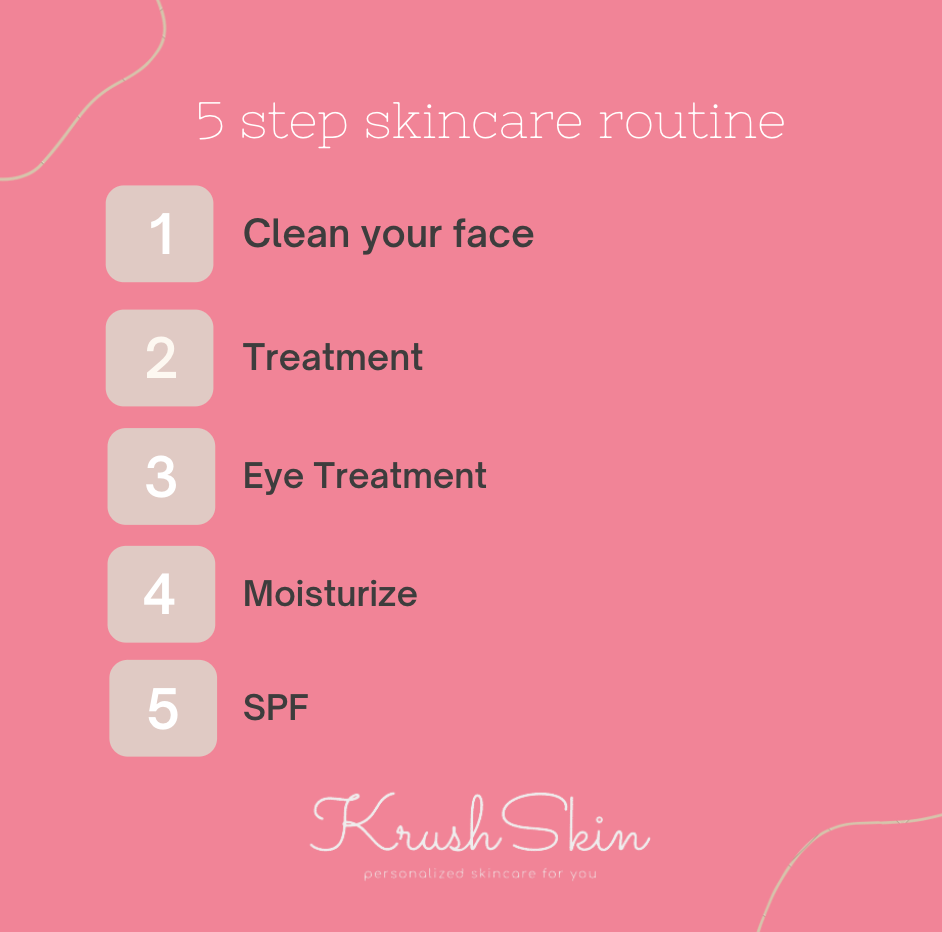 5 step skincare routine
1 Clean your face
2 Treatment
3 Eye Treatment
4 Moisturize
5 SPF
KrushSkin
personalized skincare for you